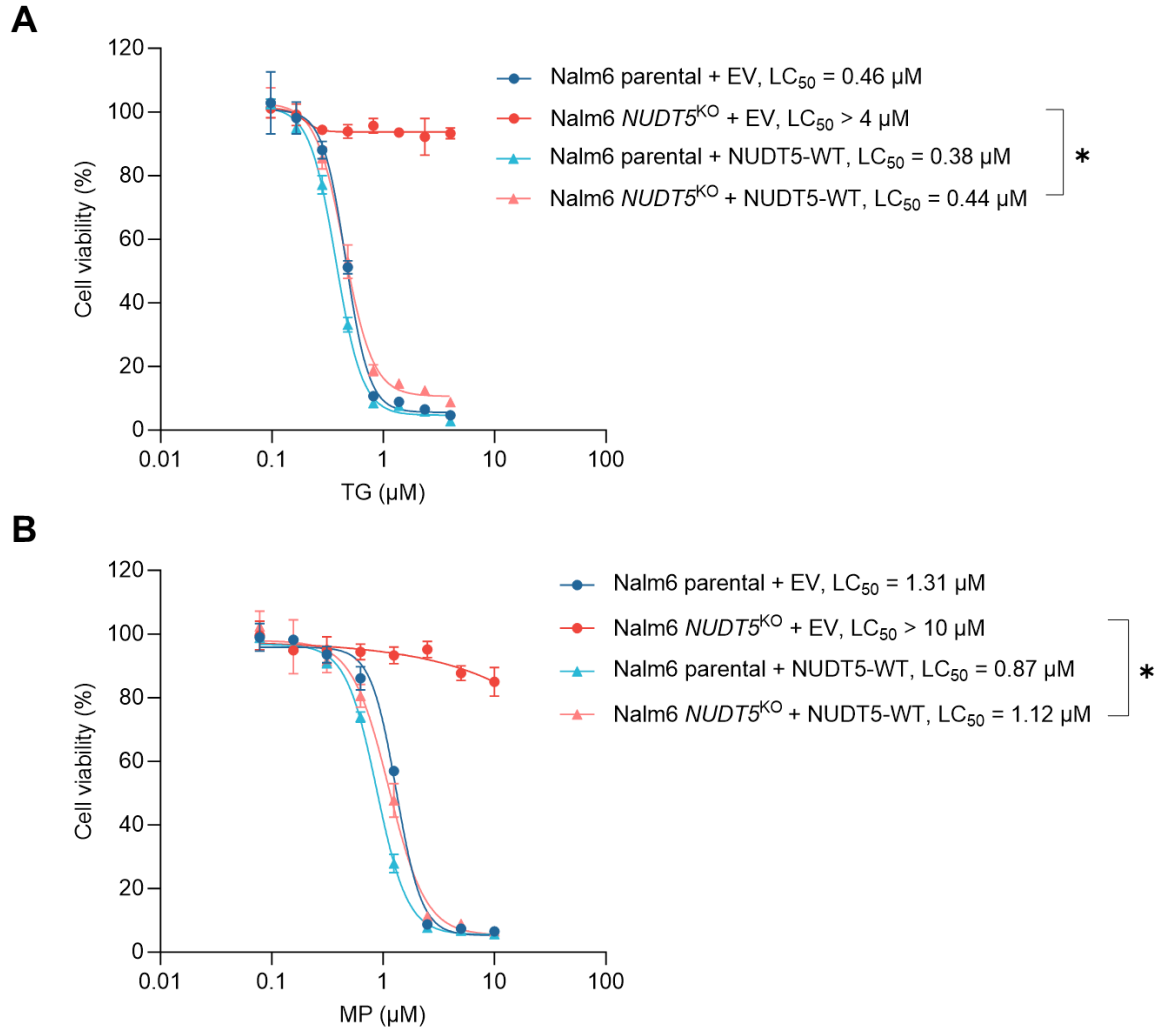 A
120
100
80
60
40
20
0
Cell viability (%)
0.01 0.1 1 10 100
TG (µM)
Nalm6 parental + EV, LC50 = 0.46 µM
Nalm6 NUDT5KO + EV, LC50 > 4 µM
Nalm6 parental + NUDT5-WT, LC50 = 0.38 µM
Nalm6 NUDT5KO + NUDT5-WT, LC50 = 0.44 µM
*
B
120
100
80
60
40
20
0
Cell viability (%)
0.01 0.1 1 10 100
MP (µM)
Nalm6 parental + EV, LC50 = 1.31 µM
Nalm6 NUDT5KO + EV, LC50 > 10 µM
Nalm6 parental + NUDT5-WT, LC50 = 0.87 µM
Nalm6 NUDT5KO + NUDT5-WT, LC50 = 1.12 µM
*